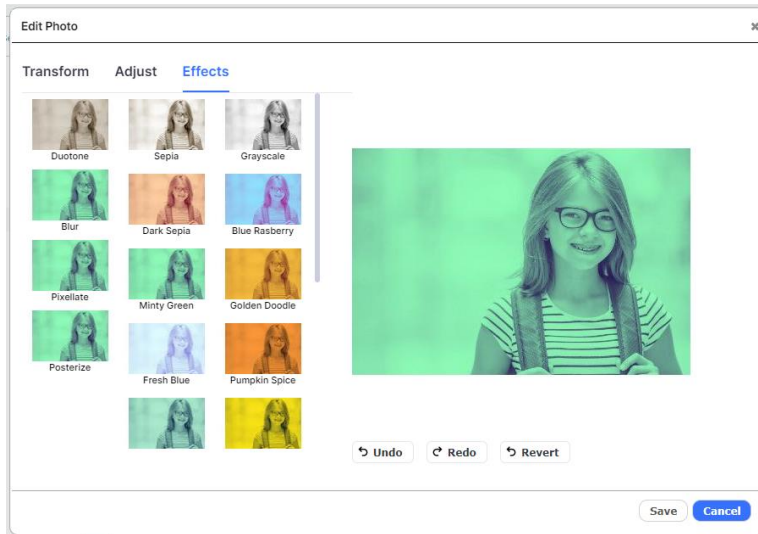 Edit Photo
Transform Adjust Effects
Duotone Sepia Grayscale
Blur Dark Sepia Blue Rasberry
Pixellate Minty Green Golden Doodle
Posterize Fresh Blue Pumpkin Spice
Undo Redo Revert
Save Cancel